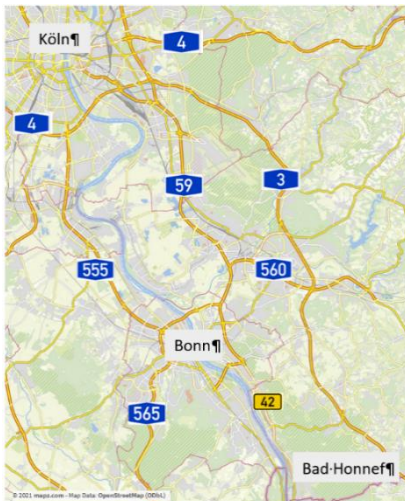 Köln¶
4
4
59
3
555
560
Bonn¶
42
565
Bad·Honnef¶
© 2021 maps.com - Map Data: OpenStreetMap (ODbL)